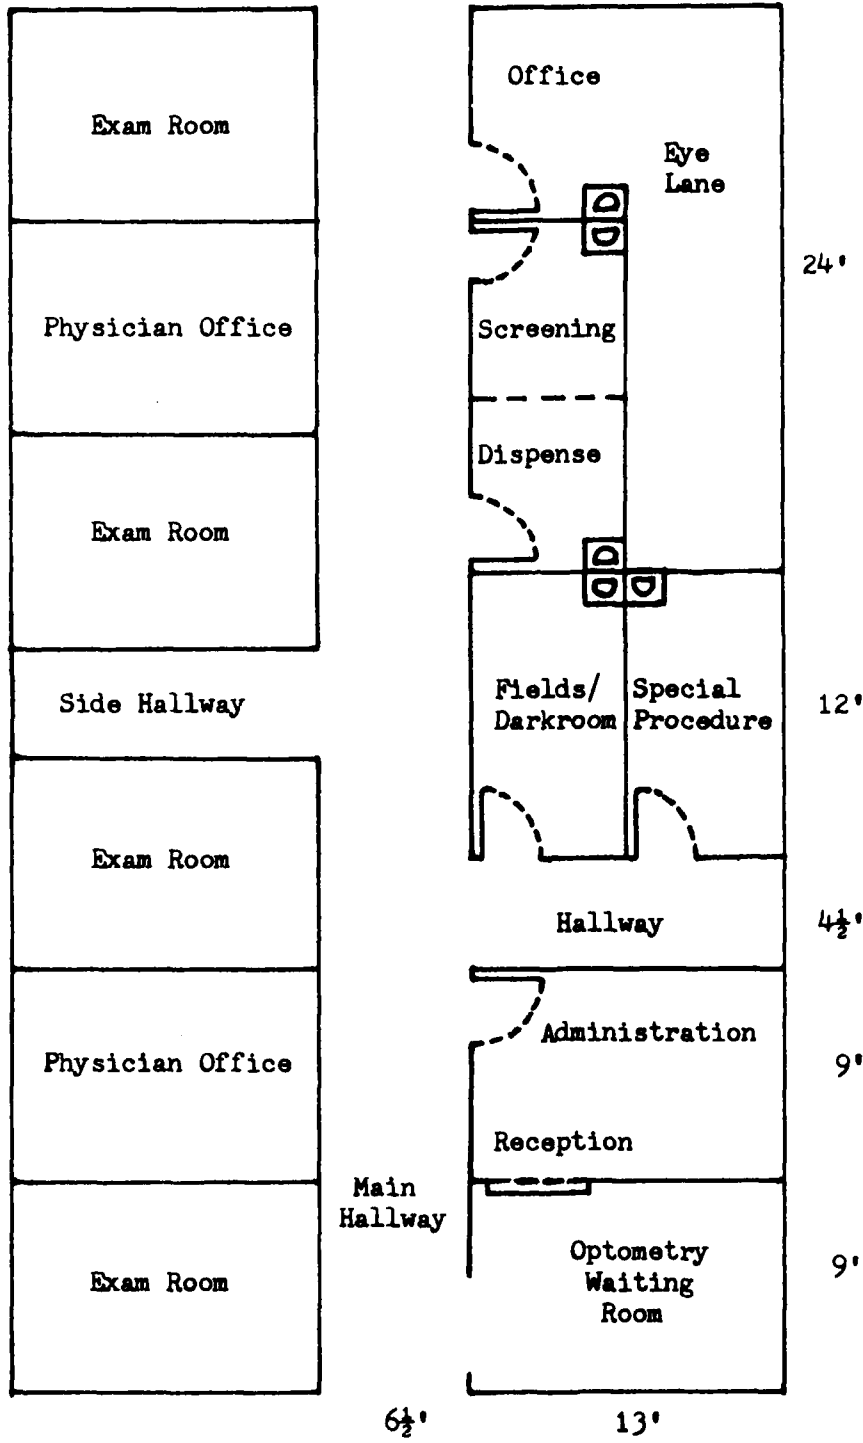 Office
Exam Room
Eye
Lane
24'
Physician Office
Screening
Dispense
Exam Room
Side Hallway
Fields/
Darkroom
Special
Procedure
12'
Exam Room
Hallway
4½'
Administration
Physician Office
9'
Reception
Main
Hallway
Optometry
Waiting
Room
9'
Exam Room
6½'
13'